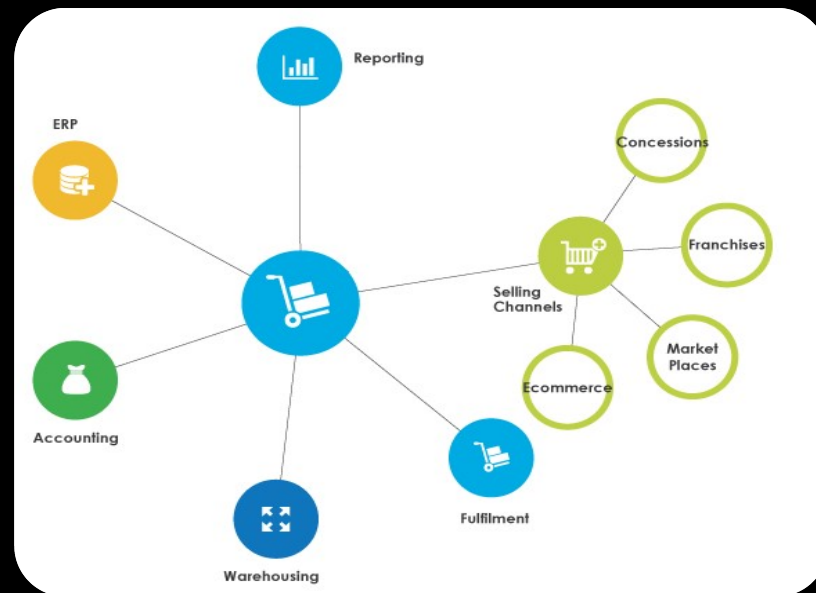 Reporting
ERP
Concessions
Franchises
Selling
Channels
Market
Places
Ecommerce
Accounting
Fulfilment
Warehousing